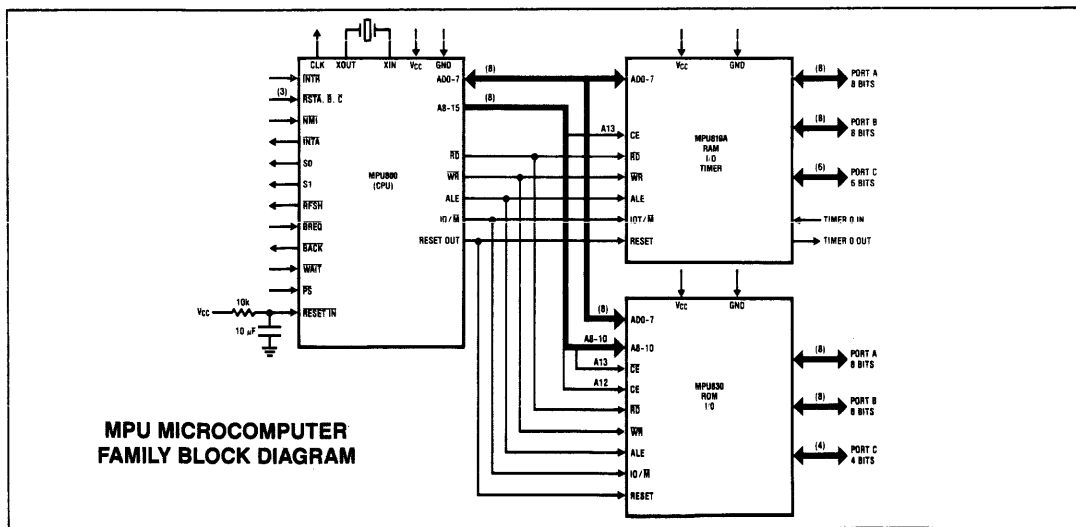 CLK XOUT XIN VCC GND
INTR
(3) RSTA, B, C
NMI
INTA
S0
S1
RFSH
BREQ
BACK
WAIT
PS
RESET IN
VCC 10k
10 μF
MPU800
(CPU)
AD0-7 (8)
A8-15 (8)
RD
WR
ALE
IO/M
RESET OUT
VCC GND
AD0-7
A13 CE
RD
WR
ALE
IOT/M
RESET
MPU810A
RAM
I/O
TIMER
(8) PORT A
8 BITS
(8) PORT B
8 BITS
(6) PORT C
6 BITS
TIMER 0 IN
TIMER 0 OUT
VCC GND
(8) AD0-7
A8-10 A8-10
A13 CE
A12 CE
RD
WR
ALE
IO/M
RESET
MPU830
ROM
I/O
(8) PORT A
8 BITS
(8) PORT B
8 BITS
(4) PORT C
4 BITS
MPU MICROCOMPUTER
FAMILY BLOCK DIAGRAM